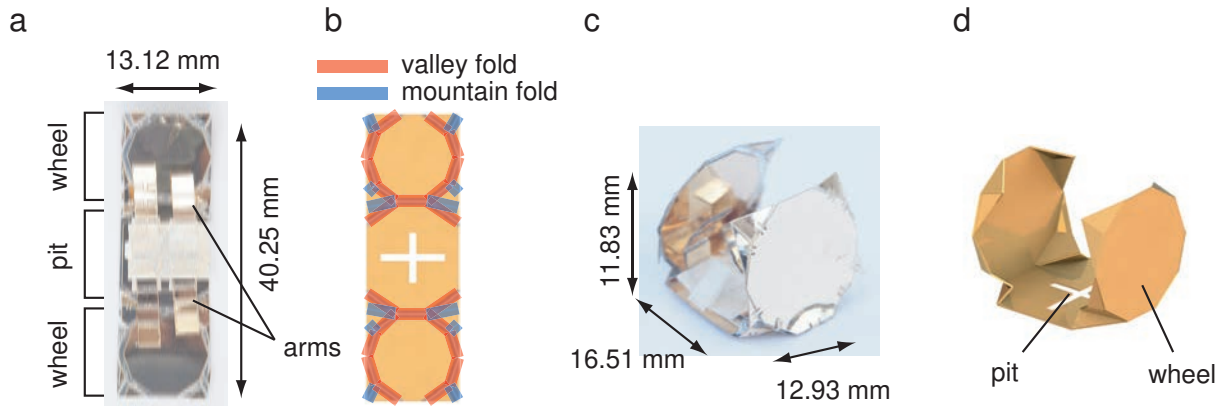 a
13.12 mm
wheel
pit
wheel
40.25 mm
arms
b
valley fold
mountain fold
c
11.83 mm
16.51 mm
12.93 mm
d
pit
wheel